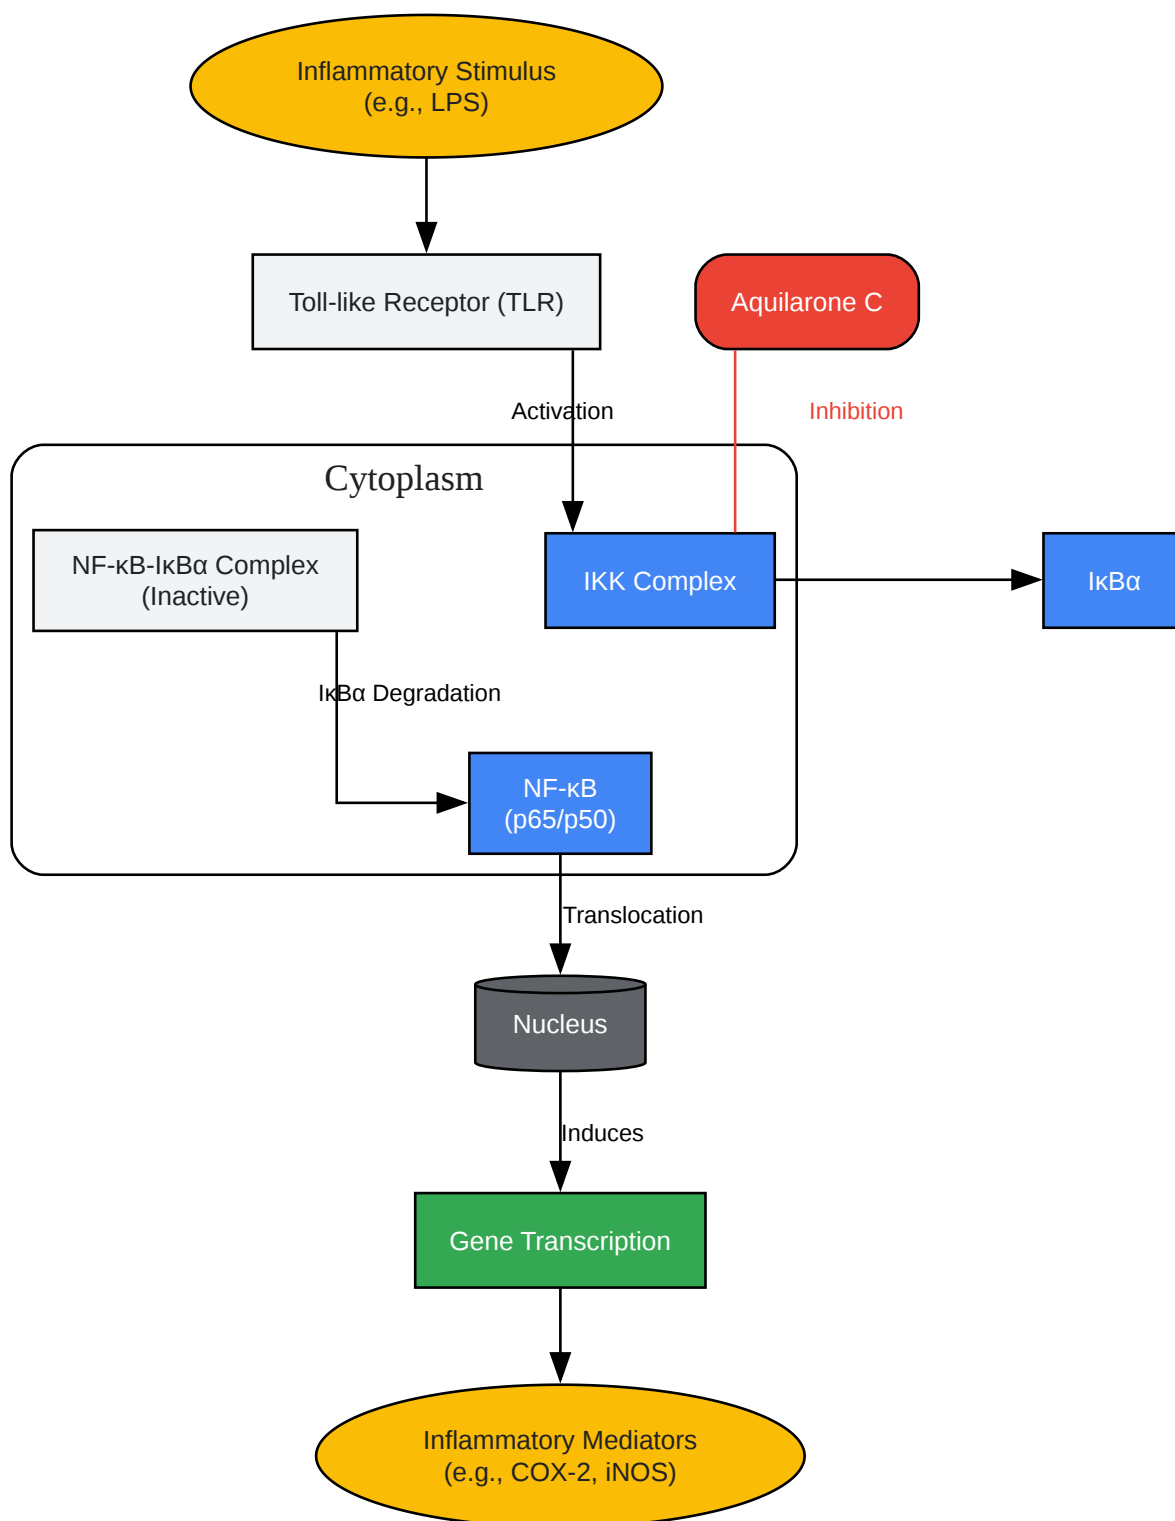 Inflammatory Stimulus
(e.g., LPS)
Toll-like Receptor (TLR)
Aquilarone C
Activation
Inhibition
Cytoplasm
NF-κB-IκBα Complex
(Inactive)
IKK Complex
IκBα
IκBα Degradation
NF-κB
(p65/p50)
Translocation
Nucleus
Induces
Gene Transcription
Inflammatory Mediators
(e.g., COX-2, iNOS)